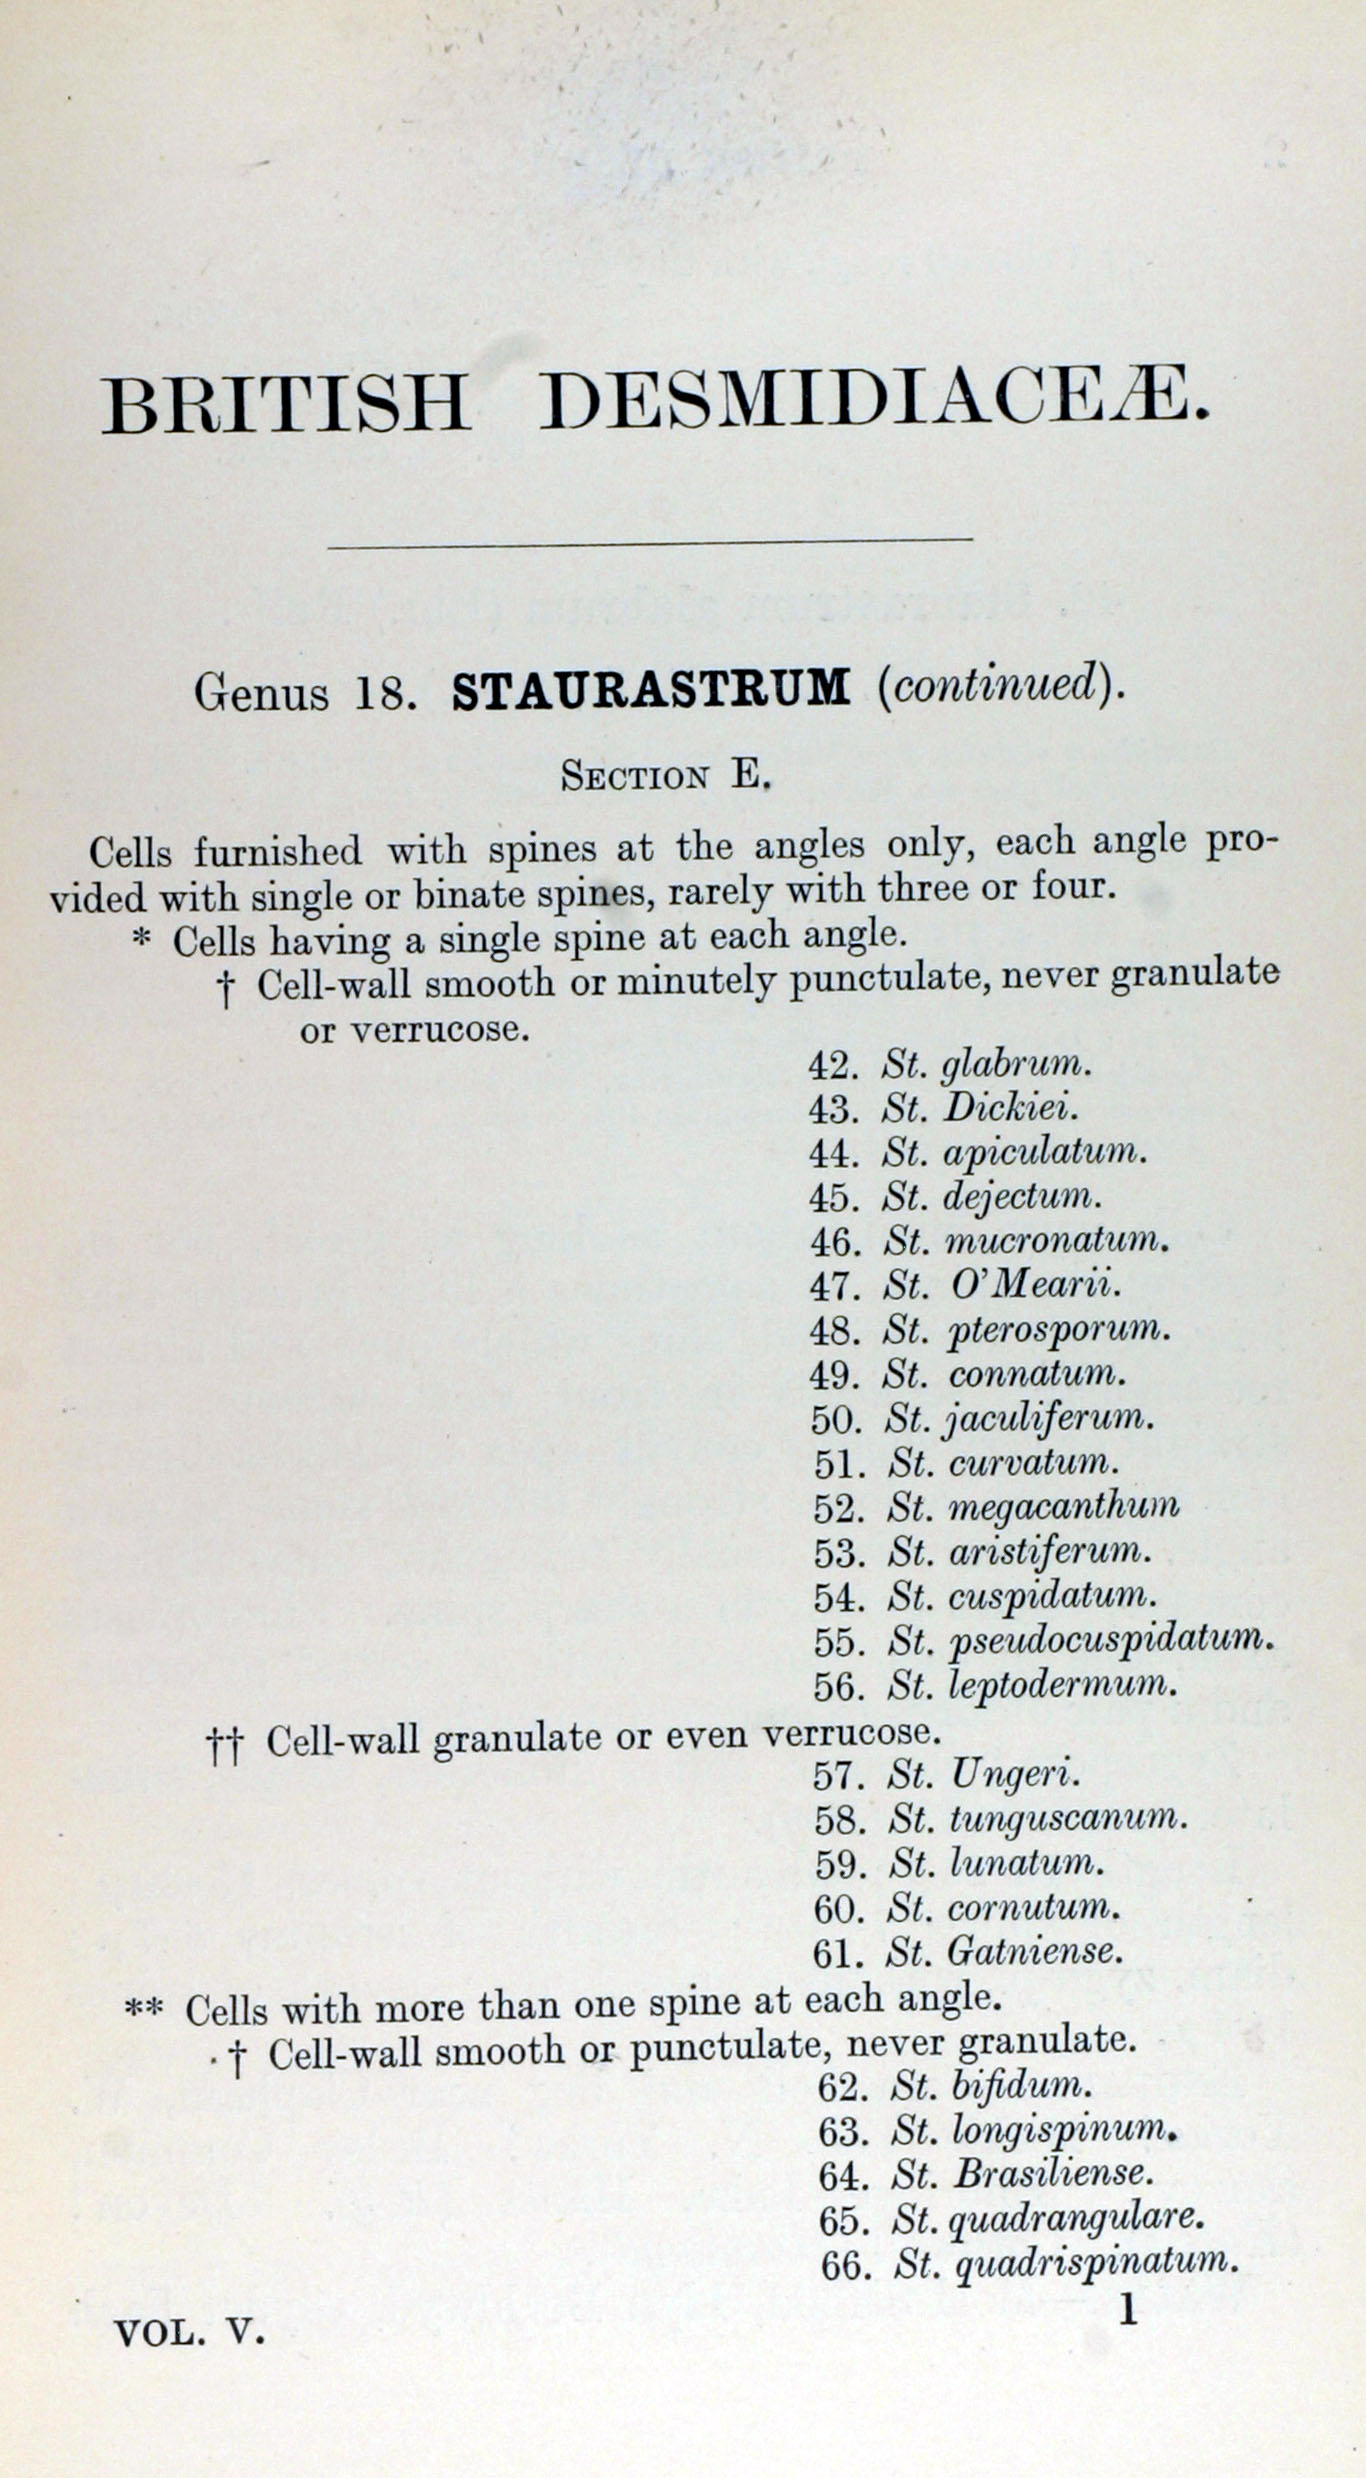 BRITISH DESMIDIACEÆ.
Genus 18. STAURASTRUM (continued).
SECTION E.
Cells furnished with spines at the angles only, each angle pro-
vided with single or binate spines, rarely with three or four.
* Cells having a single spine at each angle.
† Cell-wall smooth or minutely punctulate, never granulate
or verrucose.
42. St. glabrum.
43. St. Dickiei.
44. St. apiculatum.
45. St. dejectum.
46. St. mucronatum.
47. St. O'Mearii.
48. St. pterosporum.
49. St. connatum.
50. St. jaculiferum.
51. St. curvatum.
52. St. megacanthum
53. St. aristiferum.
54. St. cuspidatum.
55. St. pseudocuspidatum.
56. St. leptodermum.
†† Cell-wall granulate or even verrucose.
57. St. Ungeri.
58. St. tunguscanum.
59. St. lunatum.
60. St. cornutum.
61. St. Gatniense.
** Cells with more than one spine at each angle.
† Cell-wall smooth or punctulate, never granulate.
62. St. bifidum.
63. St. longispinum.
64. St. Brasiliense.
65. St. quadrangulare.
66. St. quadrispinatum.
VOL. V. 1